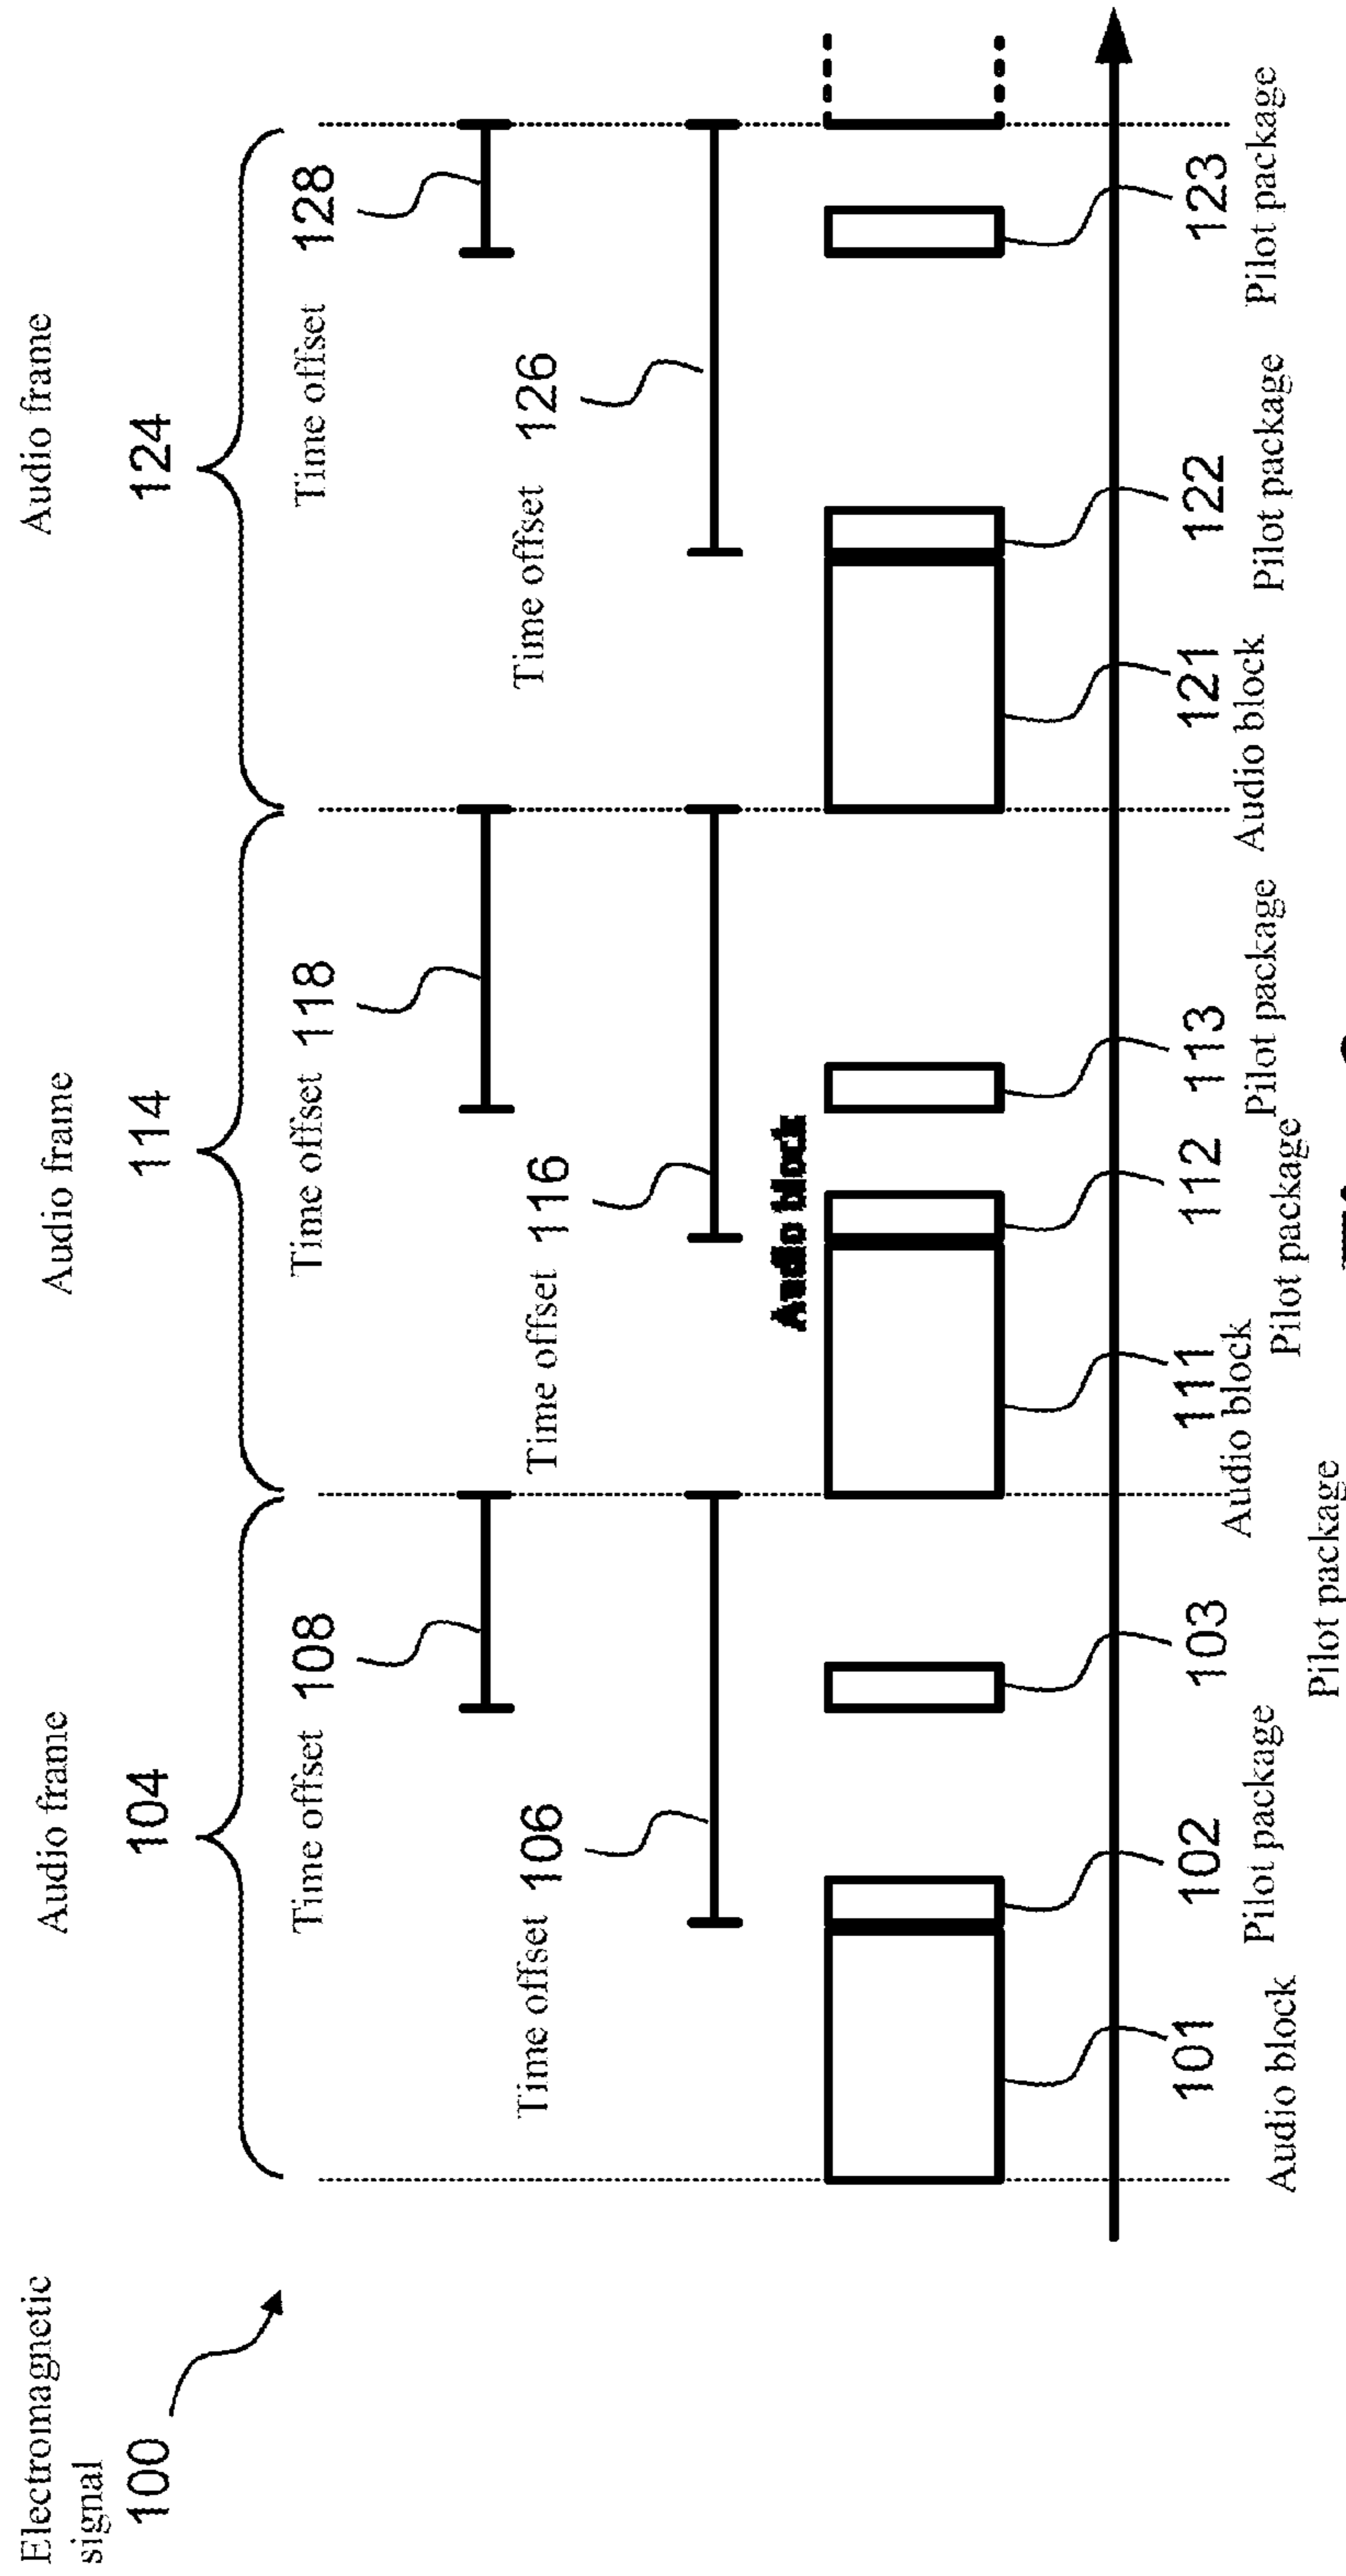 Electromagnetic
signal
100
Audio frame
104
Audio frame
114
Audio frame
124
Time offset 108
Time offset 118
Time offset 128
Time offset 106
Time offset 116
Time offset 126
Audio block
101
Audio block
102
Pilot package
103
Pilot package
111
Audio block
112
Pilot package
113
Pilot package
121
Audio block
122
Pilot package
123
Pilot package